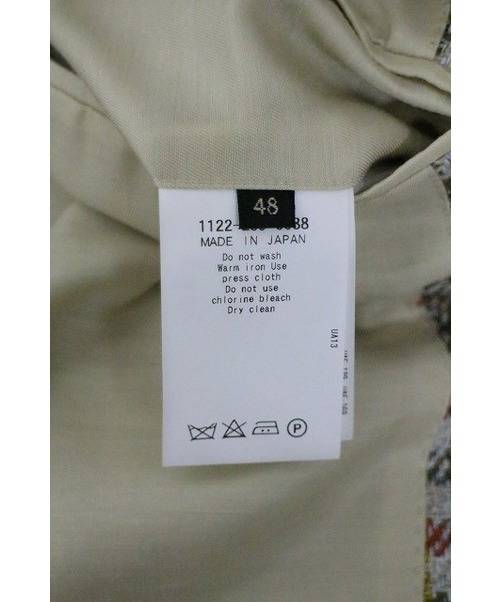 48
MADE IN JAPAN
Do not wash
Warm iron Use
press cloth
Do not use
chlorine bleach
Dry clean
UA13
P